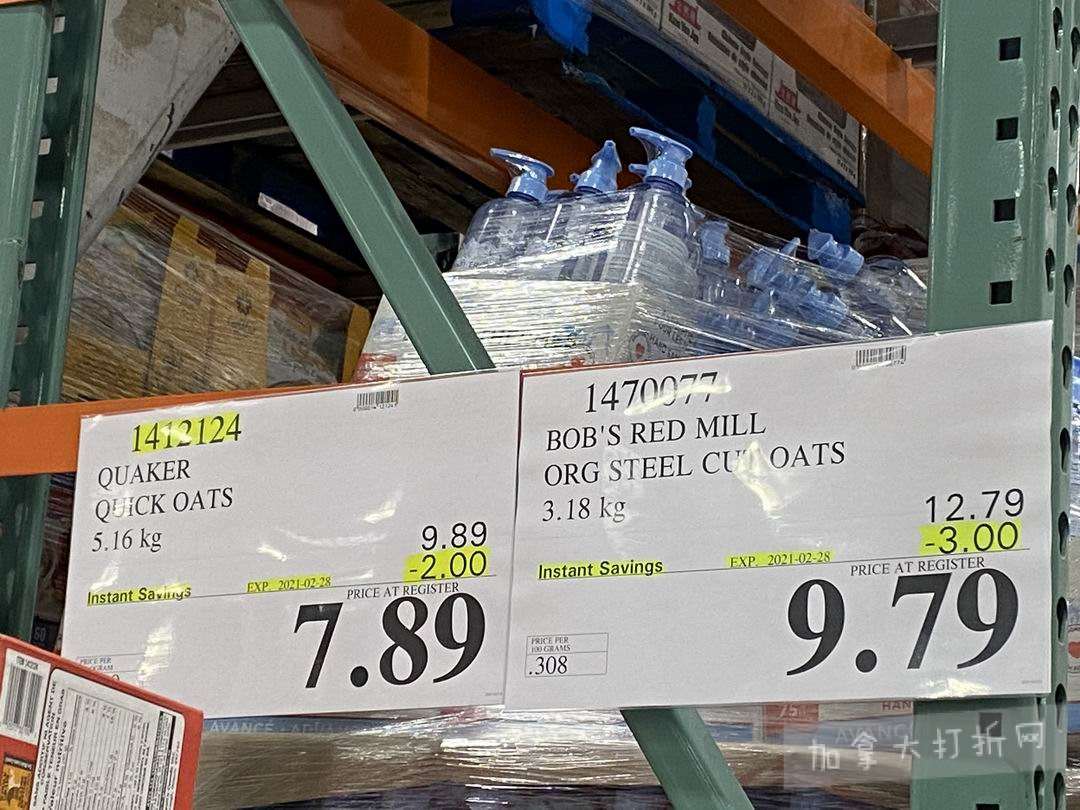 1412124
QUAKER
QUICK OATS
5.16 kg
9.89
-2.00
Instant Savings
EXP. 2021-02-28
PRICE AT REGISTER
7.89
PRICE PER
1470077
BOB'S RED MILL
ORG STEEL CUT OATS
3.18 kg
12.79
-3.00
Instant Savings
EXP. 2021-02-28
PRICE AT REGISTER
9.79
PRICE PER
100 GRAMS
.308
加拿大打折网